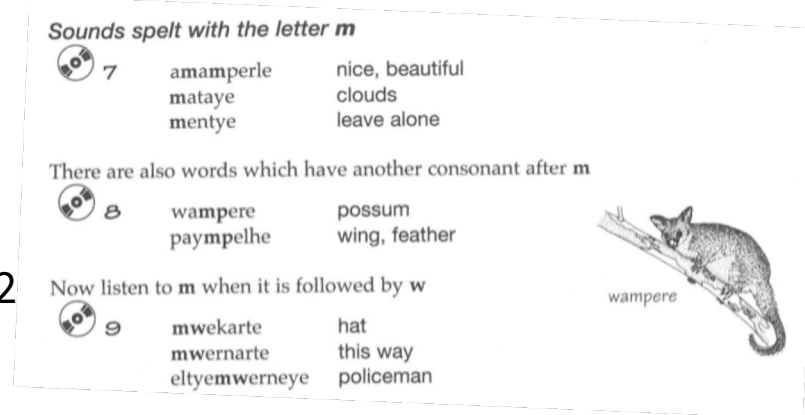 Sounds spelt with the letter m
7 amamperle nice, beautiful
mataye clouds
mentye leave alone
There are also words which have another consonant after m
8 wampere possum
paympelhe wing, feather
wampere
2
Now listen to m when it is followed by w
9 mwekarte hat
mwernarte this way
eltyemwerneye policeman